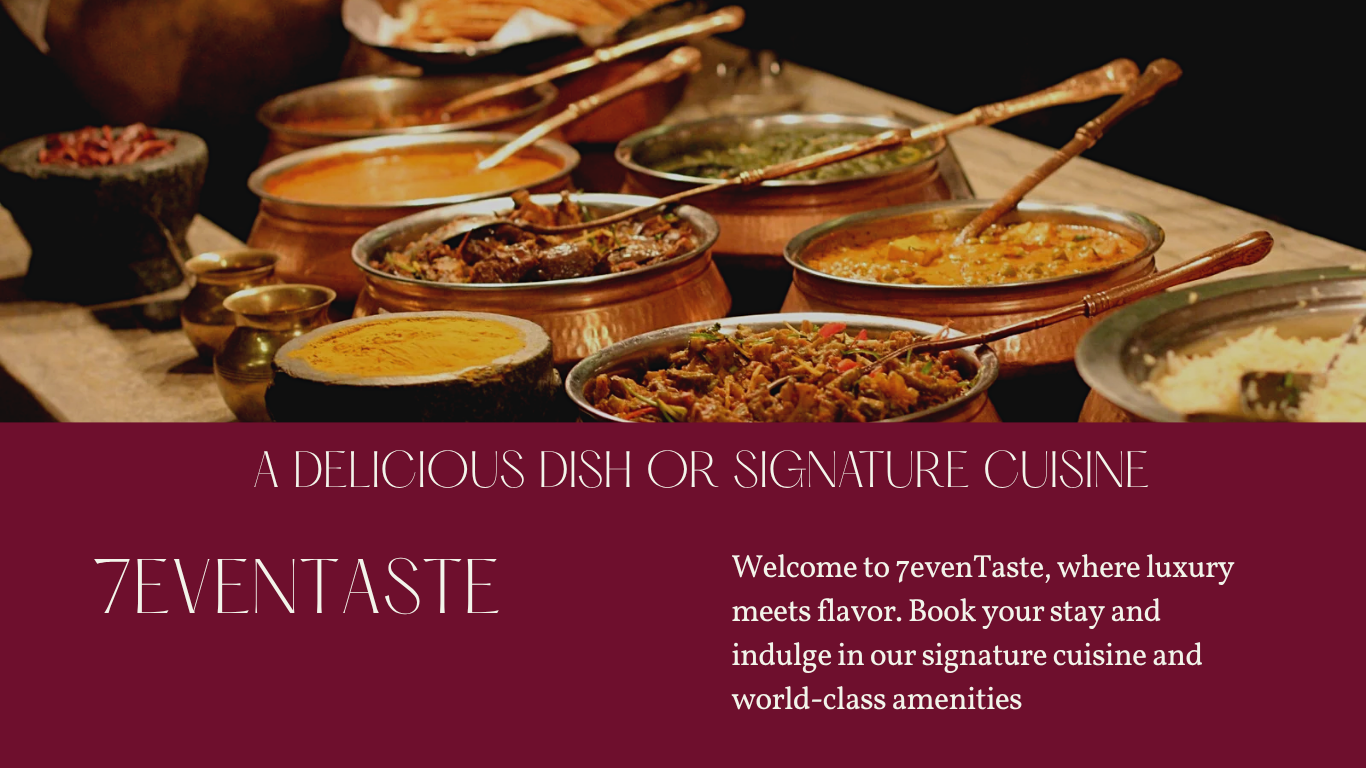 A DELICIOUS DISH OR SIGNATURE CUISINE
7EVENTASTE
Welcome to 7evenTaste, where luxury
meets flavor. Book your stay and
indulge in our signature cuisine and
world-class amenities